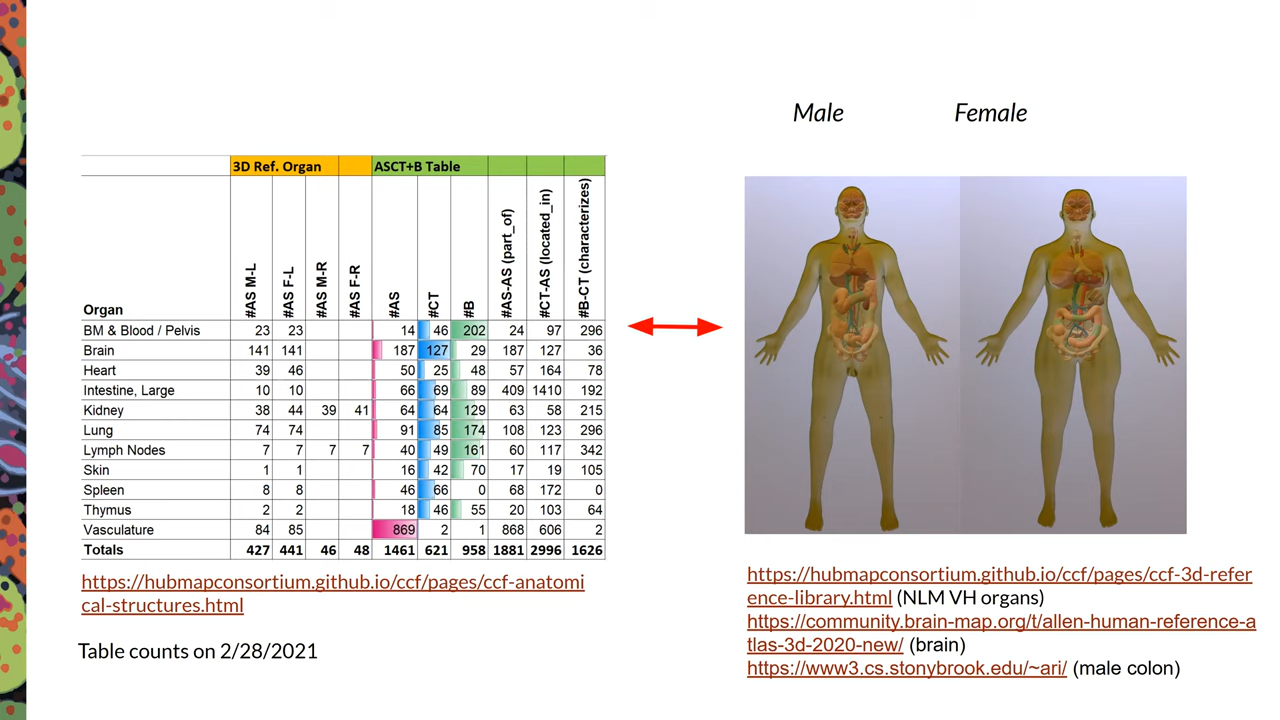 Male Female
3D Ref. Organ ASCT+B Table
Organ #AS M-L #AS F-L #AS M-R #AS F-R #AS #CT #B #AS-AS (part_of) #CT-AS (located_in) #B-CT (characterizes)
BM & Blood / Pelvis 23 23 14 46 202 24 97 296
Brain 141 141 187 127 29 187 127 36
Heart 39 46 50 25 48 57 164 78
Intestine, Large 10 10 66 69 89 409 1410 192
Kidney 38 44 39 41 64 64 129 63 58 215
Lung 74 74 91 85 174 108 123 296
Lymph Nodes 7 7 7 7 40 49 161 60 117 342
Skin 1 1 16 42 70 17 19 105
Spleen 8 8 46 66 0 68 172 0
Thymus 2 2 18 46 55 20 103 64
Vasculature 84 85 869 2 1 868 606 2
Totals 427 441 46 48 1461 621 958 1881 2996 1626
https://hubmapconsortium.github.io/ccf/pages/ccf-anatomi
cal-structures.html
Table counts on 2/28/2021
https://hubmapconsortium.github.io/ccf/pages/ccf-3d-refer
ence-library.html (NLM VH organs)
https://community.brain-map.org/t/allen-human-reference-a
tlas-3d-2020-new/ (brain)
https://www3.cs.stonybrook.edu/~ari/ (male colon)